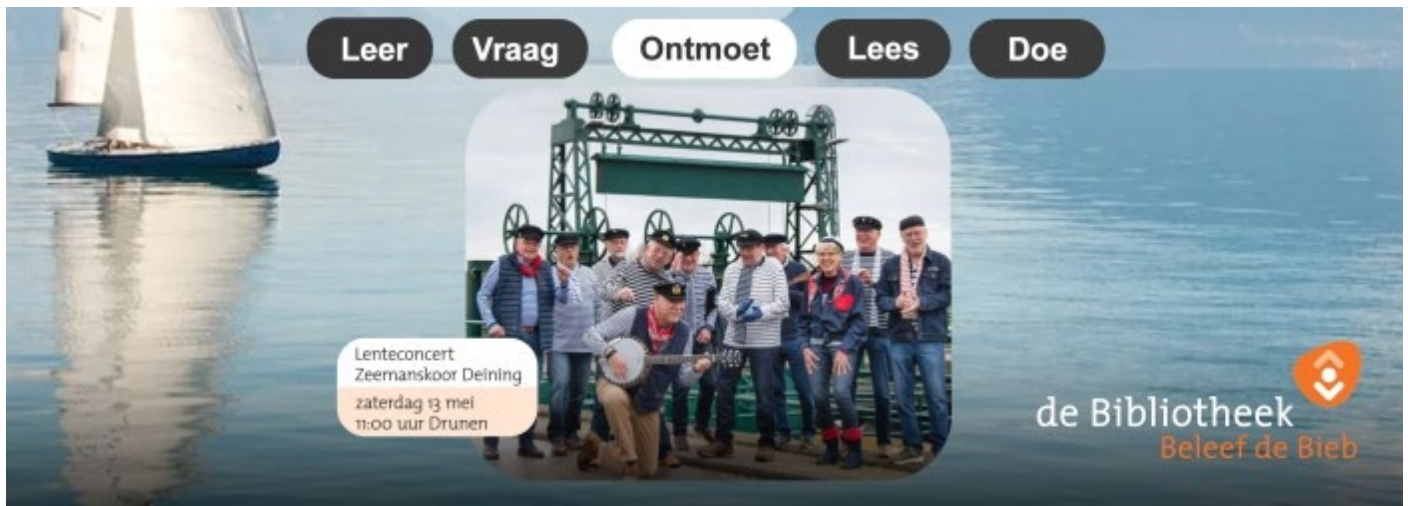 Leer Vraag Ontmoet Lees Doe
Lenteconcert
Zeemanskoor Deining
zaterdag 13 mei
11:00 uur Drunen
de Bibliotheek
Beleef de Bieb